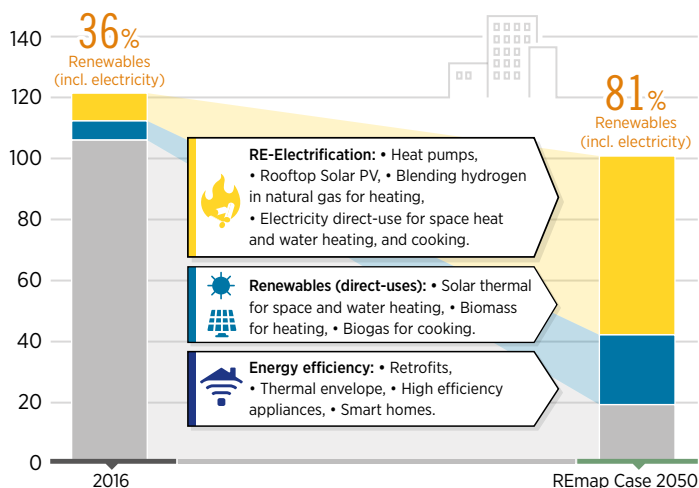 140
120
100
80
60
40
20
0
36%
Renewables
(incl. electricity)
81%
Renewables
(incl. electricity)
RE-Electrification: • Heat pumps,
• Rooftop Solar PV, • Blending hydrogen
in natural gas for heating,
• Electricity direct-use for space heat
and water heating, and cooking.
Renewables (direct-uses): • Solar thermal
for space and water heating, • Biomass
for heating, • Biogas for cooking.
Energy efficiency: • Retrofits,
• Thermal envelope, • High efficiency
appliances, • Smart homes.
2016
REmap Case 2050